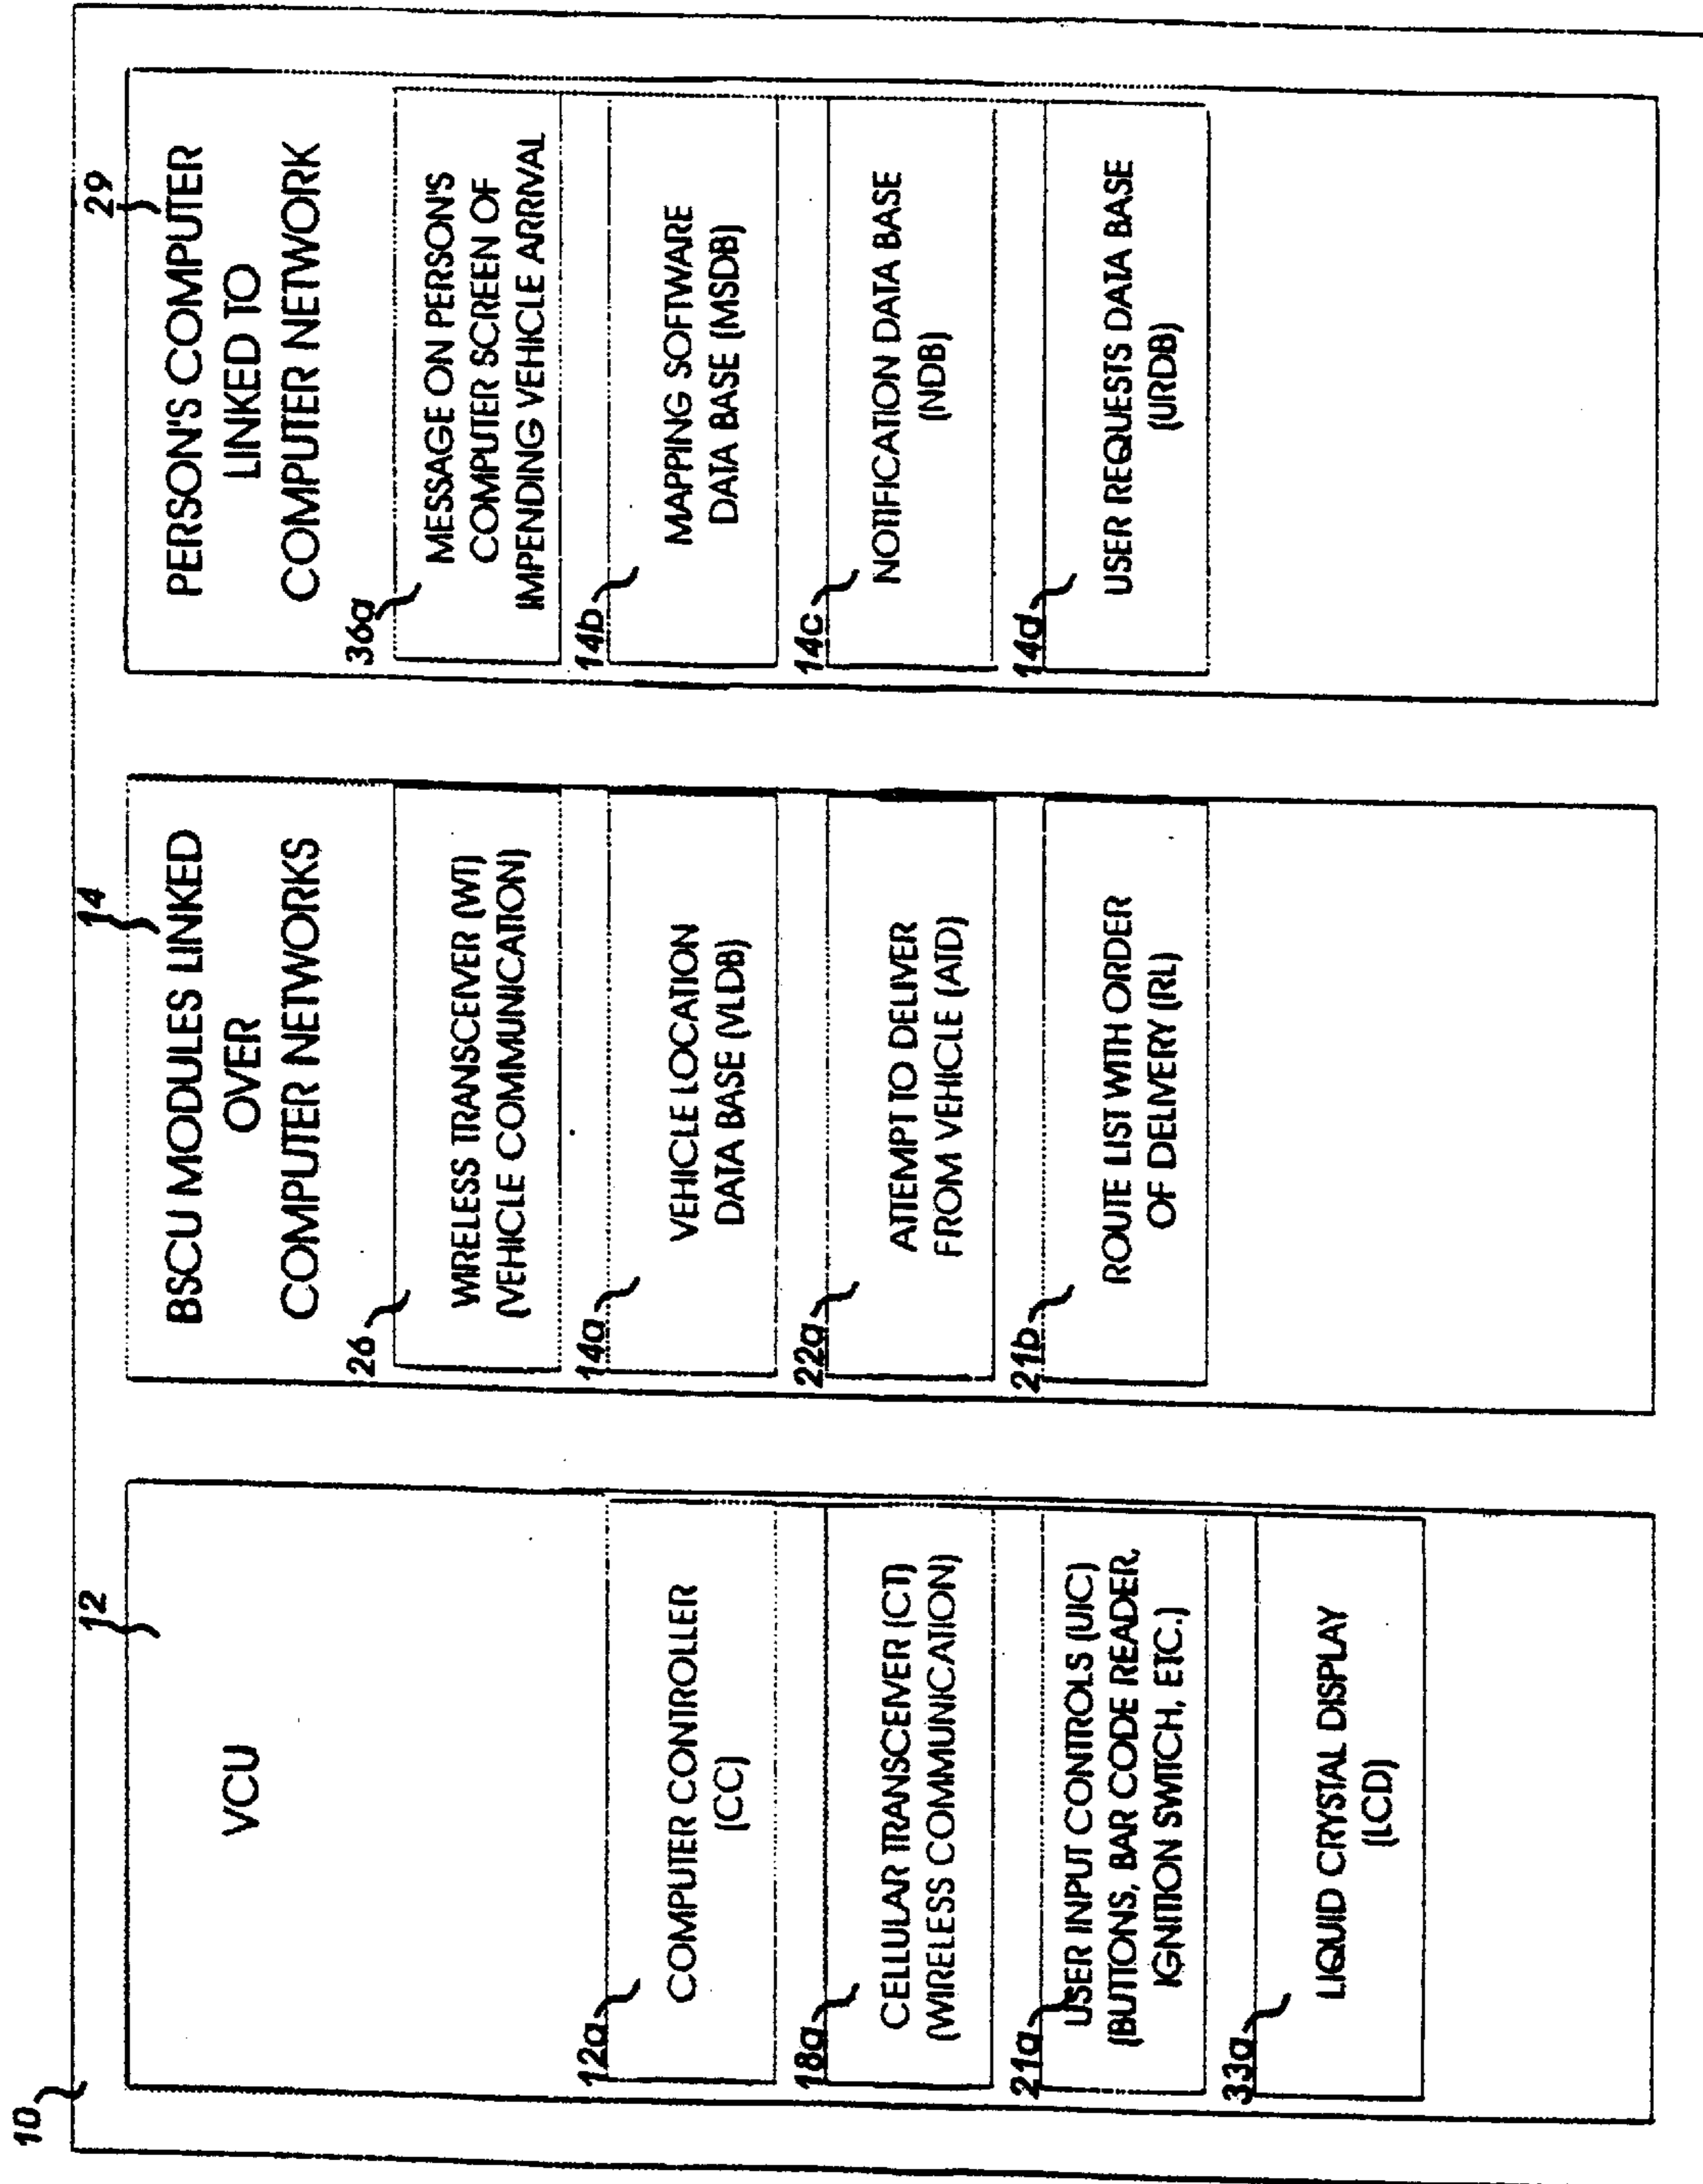 10
12
VCU
12a
COMPUTER CONTROLLER
(CC)
18a
CELLULAR TRANSCEIVER (CT)
(WIRELESS COMMUNICATION)
21a
USER INPUT CONTROLS (UIC)
(BUTTONS, BAR CODE READER,
IGNITION SWITCH, ETC.)
33a
LIQUID CRYSTAL DISPLAY
(LCD)
14
BSCU MODULES LINKED
OVER
COMPUTER NETWORKS
26
WIRELESS TRANSCEIVER (WT)
(VEHICLE COMMUNICATION)
14a
VEHICLE LOCATION
DATA BASE (VLDB)
22a
ATTEMPT TO DELIVER
FROM VEHICLE (ATD)
21b
ROUTE LIST WITH ORDER
OF DELIVERY (RL)
29
PERSON'S COMPUTER
LINKED TO
COMPUTER NETWORK
36a
MESSAGE ON PERSON'S
COMPUTER SCREEN OF
IMPENDING VEHICLE ARRIVAL
14b
MAPPING SOFTWARE
DATA BASE (MSDB)
14c
NOTIFICATION DATA BASE
(NDB)
14d
USER REQUESTS DATA BASE
(URDB)